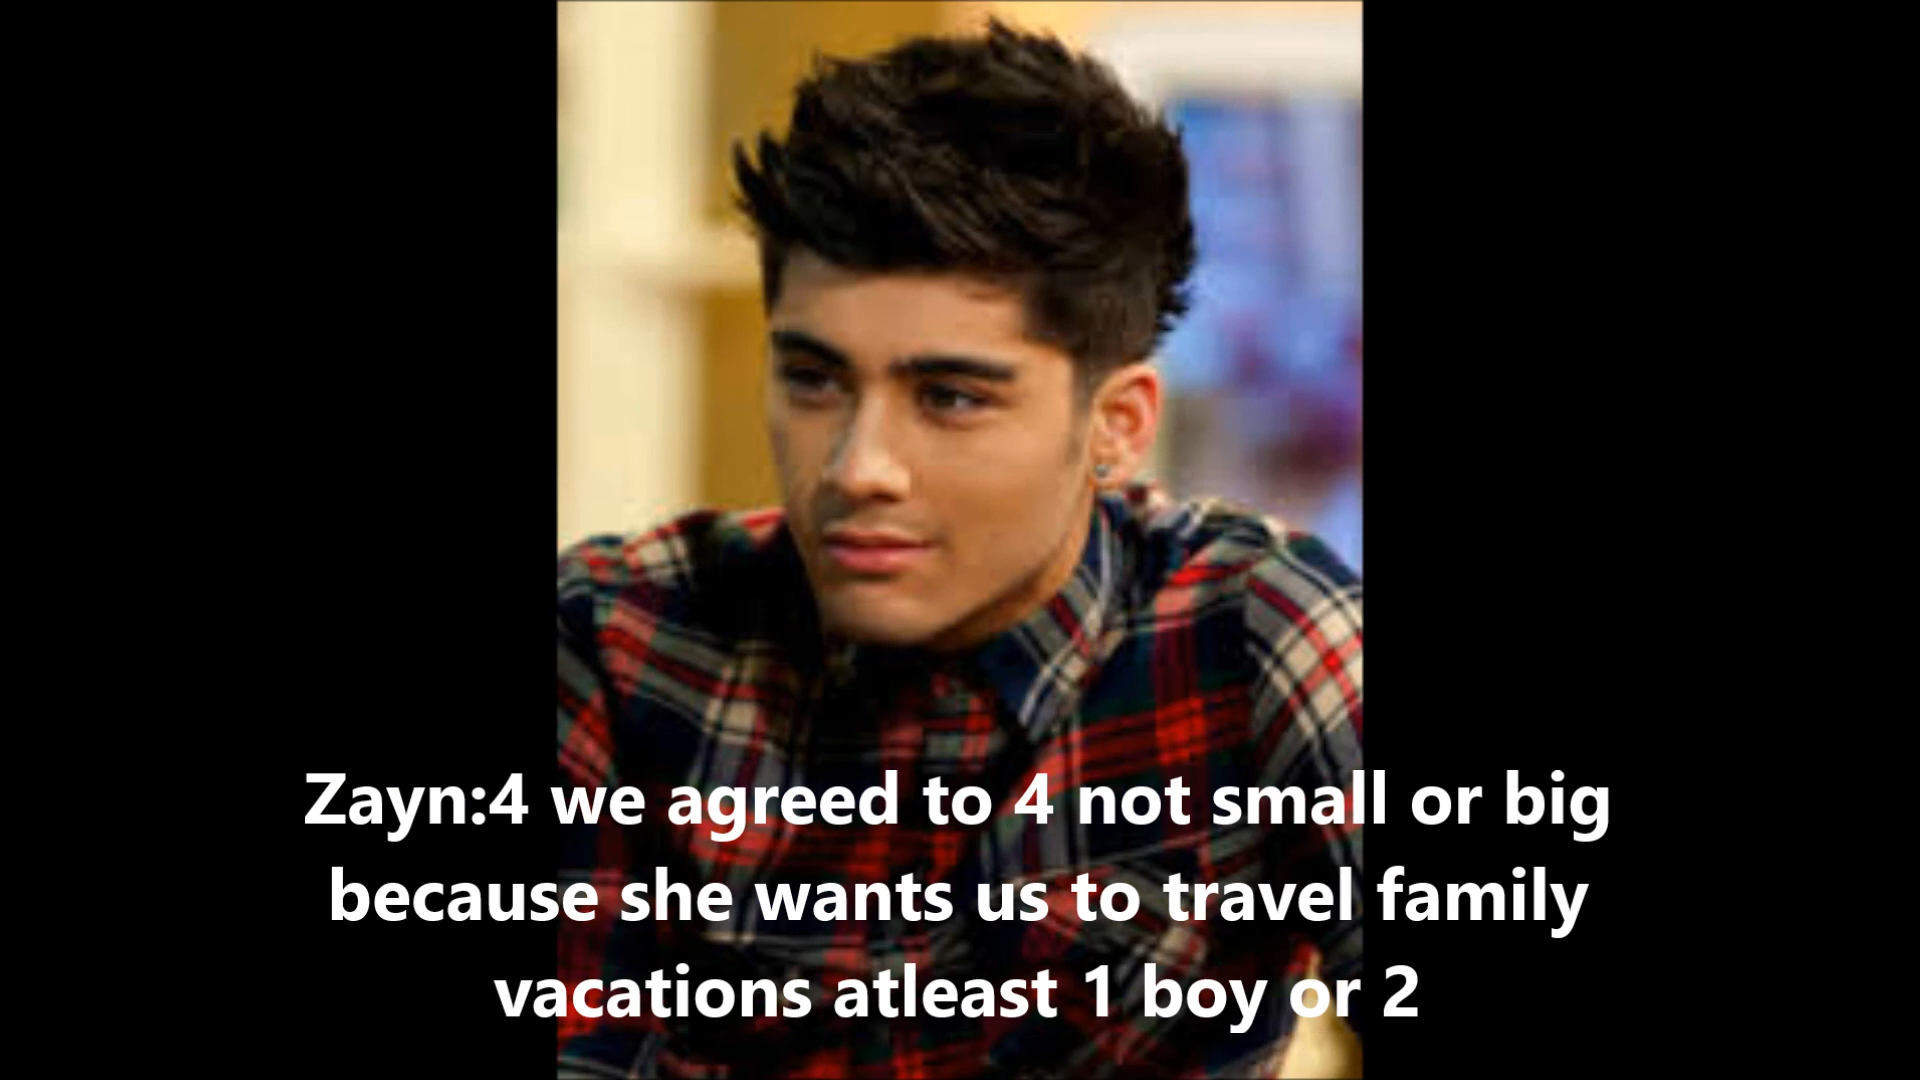 Zayn:4 we agreed to 4 not small or big
because she wants us to travel family
vacations atleast 1 boy or 2